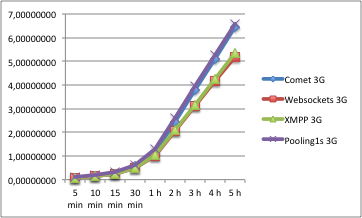 7,00000000
6,00000000
5,00000000
4,00000000
3,00000000
2,00000000
1,00000000
0,00000000
5 min
10 min
15 min
30 min
1 h
2 h
3 h
4 h
5 h
Comet 3G
Websockets 3G
XMPP 3G
Pooling1s 3G